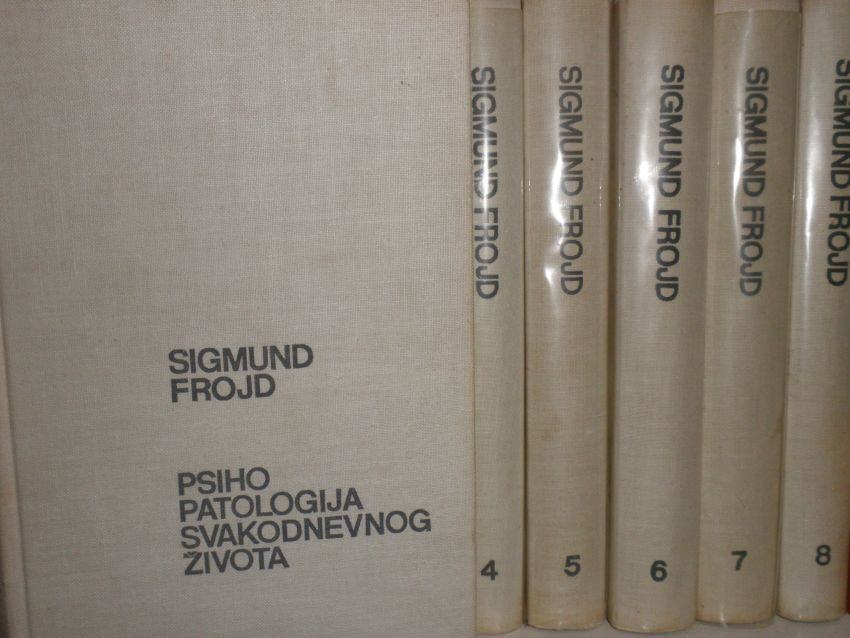 SIGMUND
FROJD
PSIHO
PATOLOGIJA
SVAKODNEVNOG
ŽIVOTA
SIGMUND FROJD
4
SIGMUND FROJD
5
SIGMUND FROJD
6
SIGMUND FROJD
7
SIGMUND FROJD
8